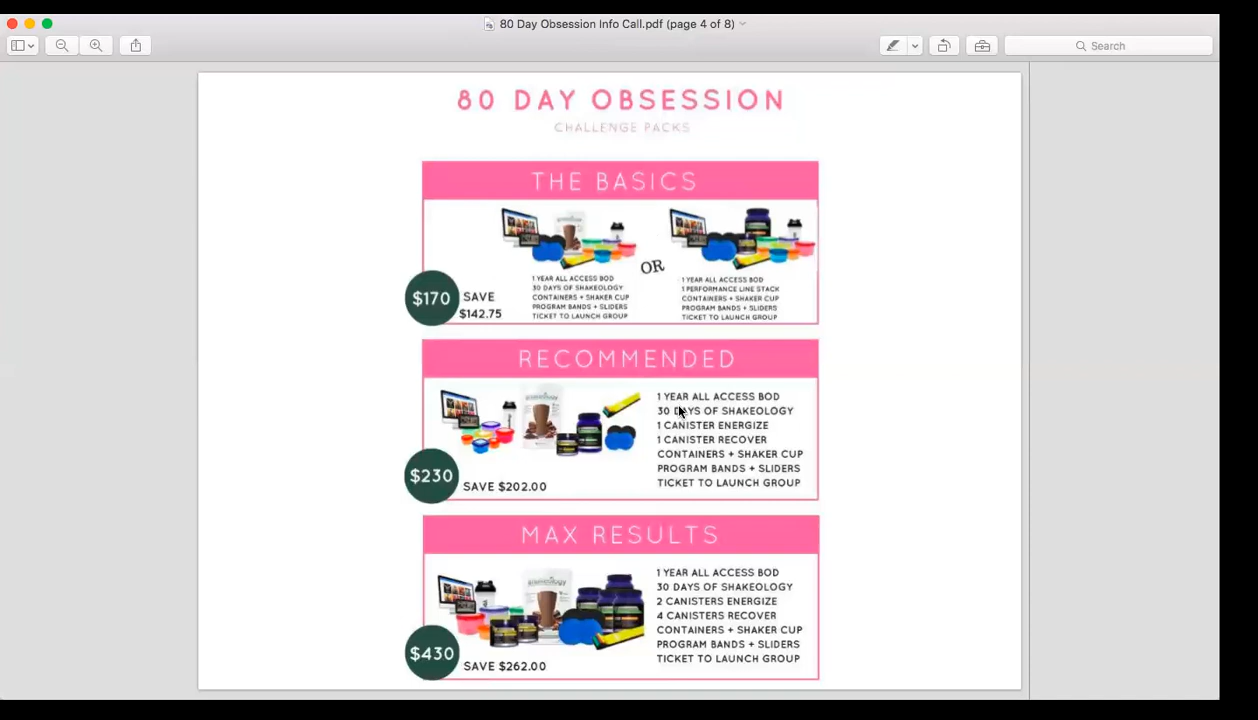 80 Day Obsession Info Call.pdf (page 4 of 8)
Search
80 DAY OBSESSION
CHALLENGE PACKS
THE BASICS
OR
$170
SAVE
$142.75
1 YEAR ALL ACCESS BOD
30 DAYS OF SHAKEOLOGY
CONTAINERS + SHAKER CUP
PROGRAM BANDS + SLIDERS
TICKET TO LAUNCH GROUP
1 YEAR ALL ACCESS BOD
1 PERFORMANCE LINE STACK
CONTAINERS + SHAKER CUP
PROGRAM BANDS + SLIDERS
TICKET TO LAUNCH GROUP
RECOMMENDED
$230
SAVE $202.00
1 YEAR ALL ACCESS BOD
30 DAYS OF SHAKEOLOGY
1 CANISTER ENERGIZE
1 CANISTER RECOVER
CONTAINERS + SHAKER CUP
PROGRAM BANDS + SLIDERS
TICKET TO LAUNCH GROUP
MAX RESULTS
$430
SAVE $262.00
1 YEAR ALL ACCESS BOD
30 DAYS OF SHAKEOLOGY
2 CANISTERS ENERGIZE
4 CANISTERS RECOVER
CONTAINERS + SHAKER CUP
PROGRAM BANDS + SLIDERS
TICKET TO LAUNCH GROUP